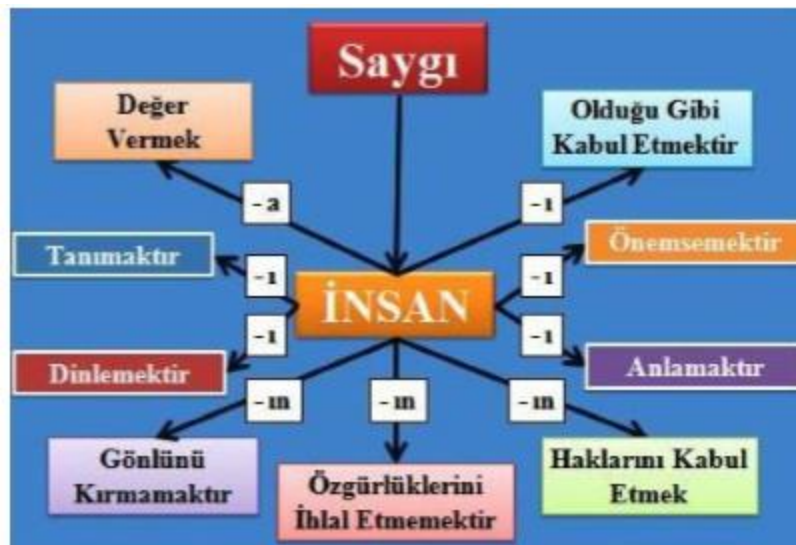 Saygı
Değer
Vermek
Olduğu Gibi
Kabul Etmektir
-a
-ı
Tanımaktır
Önemsemektir
-ı
-ı
İNSAN
-ı
-ı
Dinlemektir
Anlamaktır
-ın
-ın
-ın
Gönlünü
Kırmamaktır
Özgürlüklerini
İhlal Etmemektir
Haklarını Kabul
Etmek